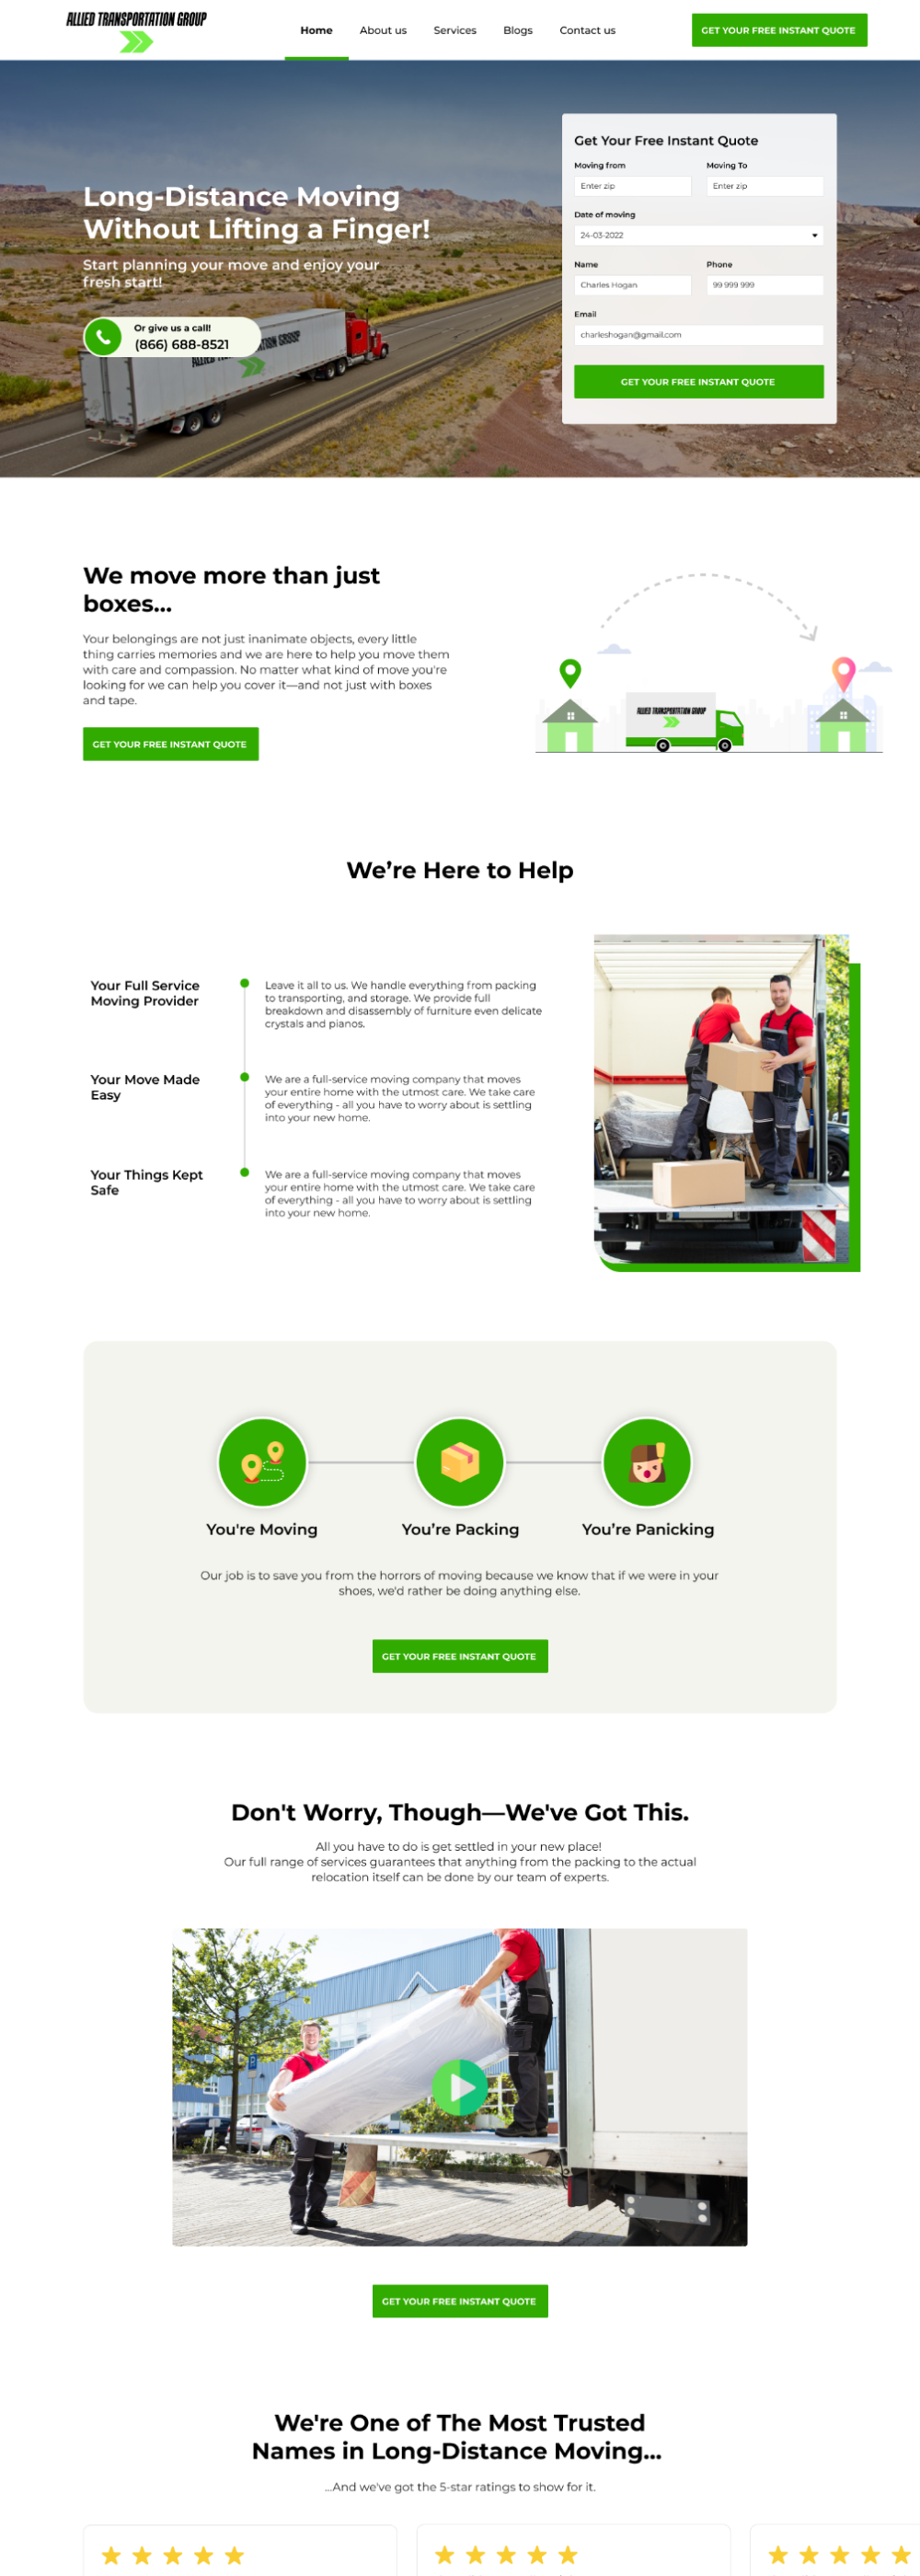 ALLIED TRANSPORTATION GROUP
Home
About us
Services
Blogs
Contact us
GET YOUR FREE INSTANT QUOTE
Long-Distance Moving
Without Lifting a Finger!
Start planning your move and enjoy your
fresh start!
Or give us a call!
(866) 688-8521
Get Your Free Instant Quote
Moving from
Moving To
Enter zip
Enter zip
Date of moving
24-03-2022
Name
Phone
Charles Hogan
99 999 999
Email
charleshogan@gmail.com
GET YOUR FREE INSTANT QUOTE
We move more than just
boxes...
Your belongings are not just inanimate objects, every little
thing carries memories and we are here to help you move them
with care and compassion. No matter what kind of move you're
looking for we can help you cover it—and not just with boxes
and tape.
GET YOUR FREE INSTANT QUOTE
ALLIED TRANSPORTATION GROUP
We’re Here to Help
Your Full Service
Moving Provider
Leave it all to us. We handle everything from packing
to transporting, and storage. We provide full
breakdown and disassembly of furniture even delicate
crystals and pianos.
Your Move Made
Easy
We are a full-service moving company that moves
your entire home with the utmost care. We take care
of everything - all you have to worry about is settling
into your new home.
Your Things Kept
Safe
We are a full-service moving company that moves
your entire home with the utmost care. We take care
of everything - all you have to worry about is settling
into your new home.
You're Moving
You’re Packing
You’re Panicking
Our job is to save you from the horrors of moving because we know that if we were in your
shoes, we'd rather be doing anything else.
GET YOUR FREE INSTANT QUOTE
Don't Worry, Though—We've Got This.
All you have to do is get settled in your new place!
Our full range of services guarantees that anything from the packing to the actual
relocation itself can be done by our team of experts.
P
GET YOUR FREE INSTANT QUOTE
We're One of The Most Trusted
Names in Long-Distance Moving...
...And we've got the 5-star ratings to show for it.